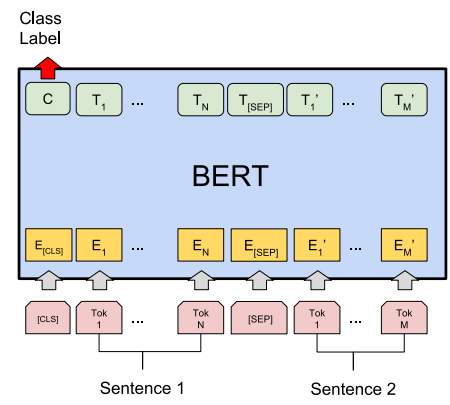 Class
Label
C T1 ... TN T[SEP] T1' ... TM'
BERT
E[CLS] E1 ... EN E[SEP] E1' ... EM'
[CLS] Tok 1 ... Tok N [SEP] Tok 1 ... Tok M
Sentence 1 Sentence 2